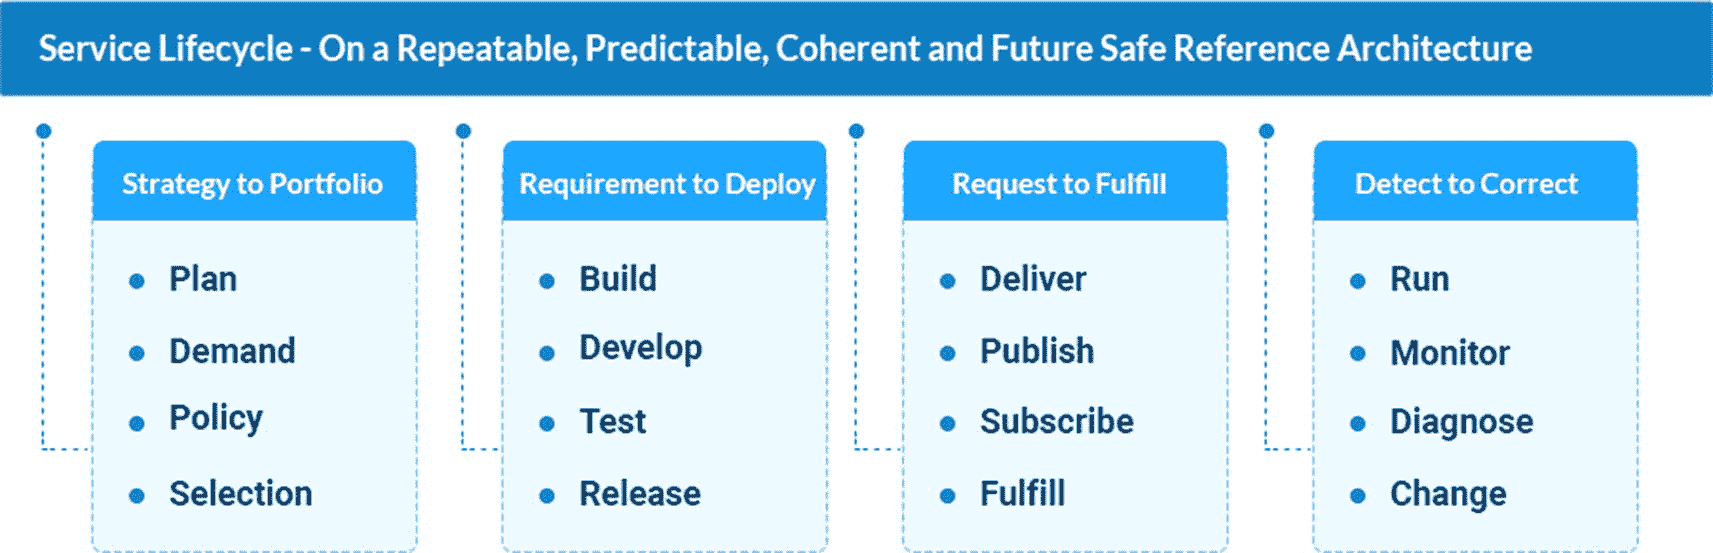 Service Lifecycle - On a Repeatable, Predictable, Coherent and Future Safe Reference Architecture
Strategy to Portfolio
Plan
Demand
Policy
Selection
Requirement to Deploy
Build
Develop
Test
Release
Request to Fulfill
Deliver
Publish
Subscribe
Fulfill
Detect to Correct
Run
Monitor
Diagnose
Change